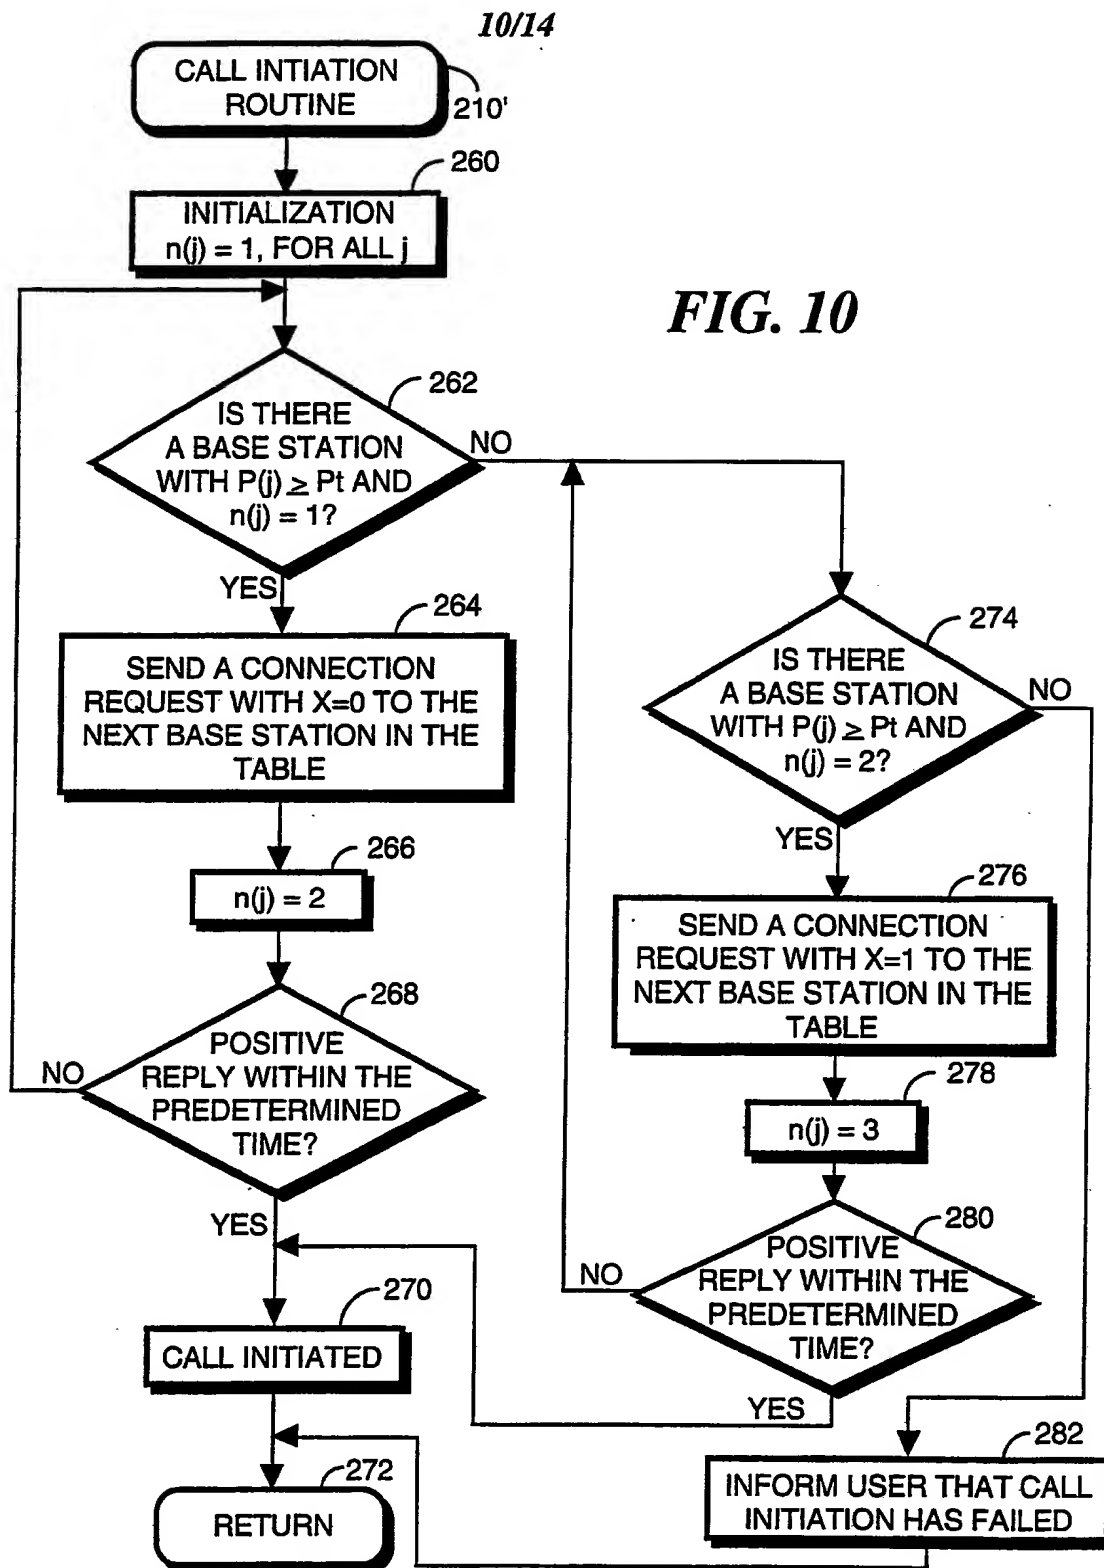 10/14
CALL INTIATION
ROUTINE
210'
260
INITIALIZATION
n(j) = 1, FOR ALL j
FIG. 10
262
IS THERE
A BASE STATION
WITH P(j) ≥ Pt AND
n(j) = 1?
NO
YES
264
SEND A CONNECTION
REQUEST WITH X=0 TO THE
NEXT BASE STATION IN THE
TABLE
266
n(j) = 2
268
POSITIVE
REPLY WITHIN THE
PREDETERMINED
TIME?
NO
YES
270
CALL INITIATED
272
RETURN
274
IS THERE
A BASE STATION
WITH P(j) ≥ Pt AND
n(j) = 2?
NO
YES
276
SEND A CONNECTION
REQUEST WITH X=1 TO THE
NEXT BASE STATION IN THE
TABLE
278
n(j) = 3
280
POSITIVE
REPLY WITHIN THE
PREDETERMINED
TIME?
NO
YES
282
INFORM USER THAT CALL
INITIATION HAS FAILED